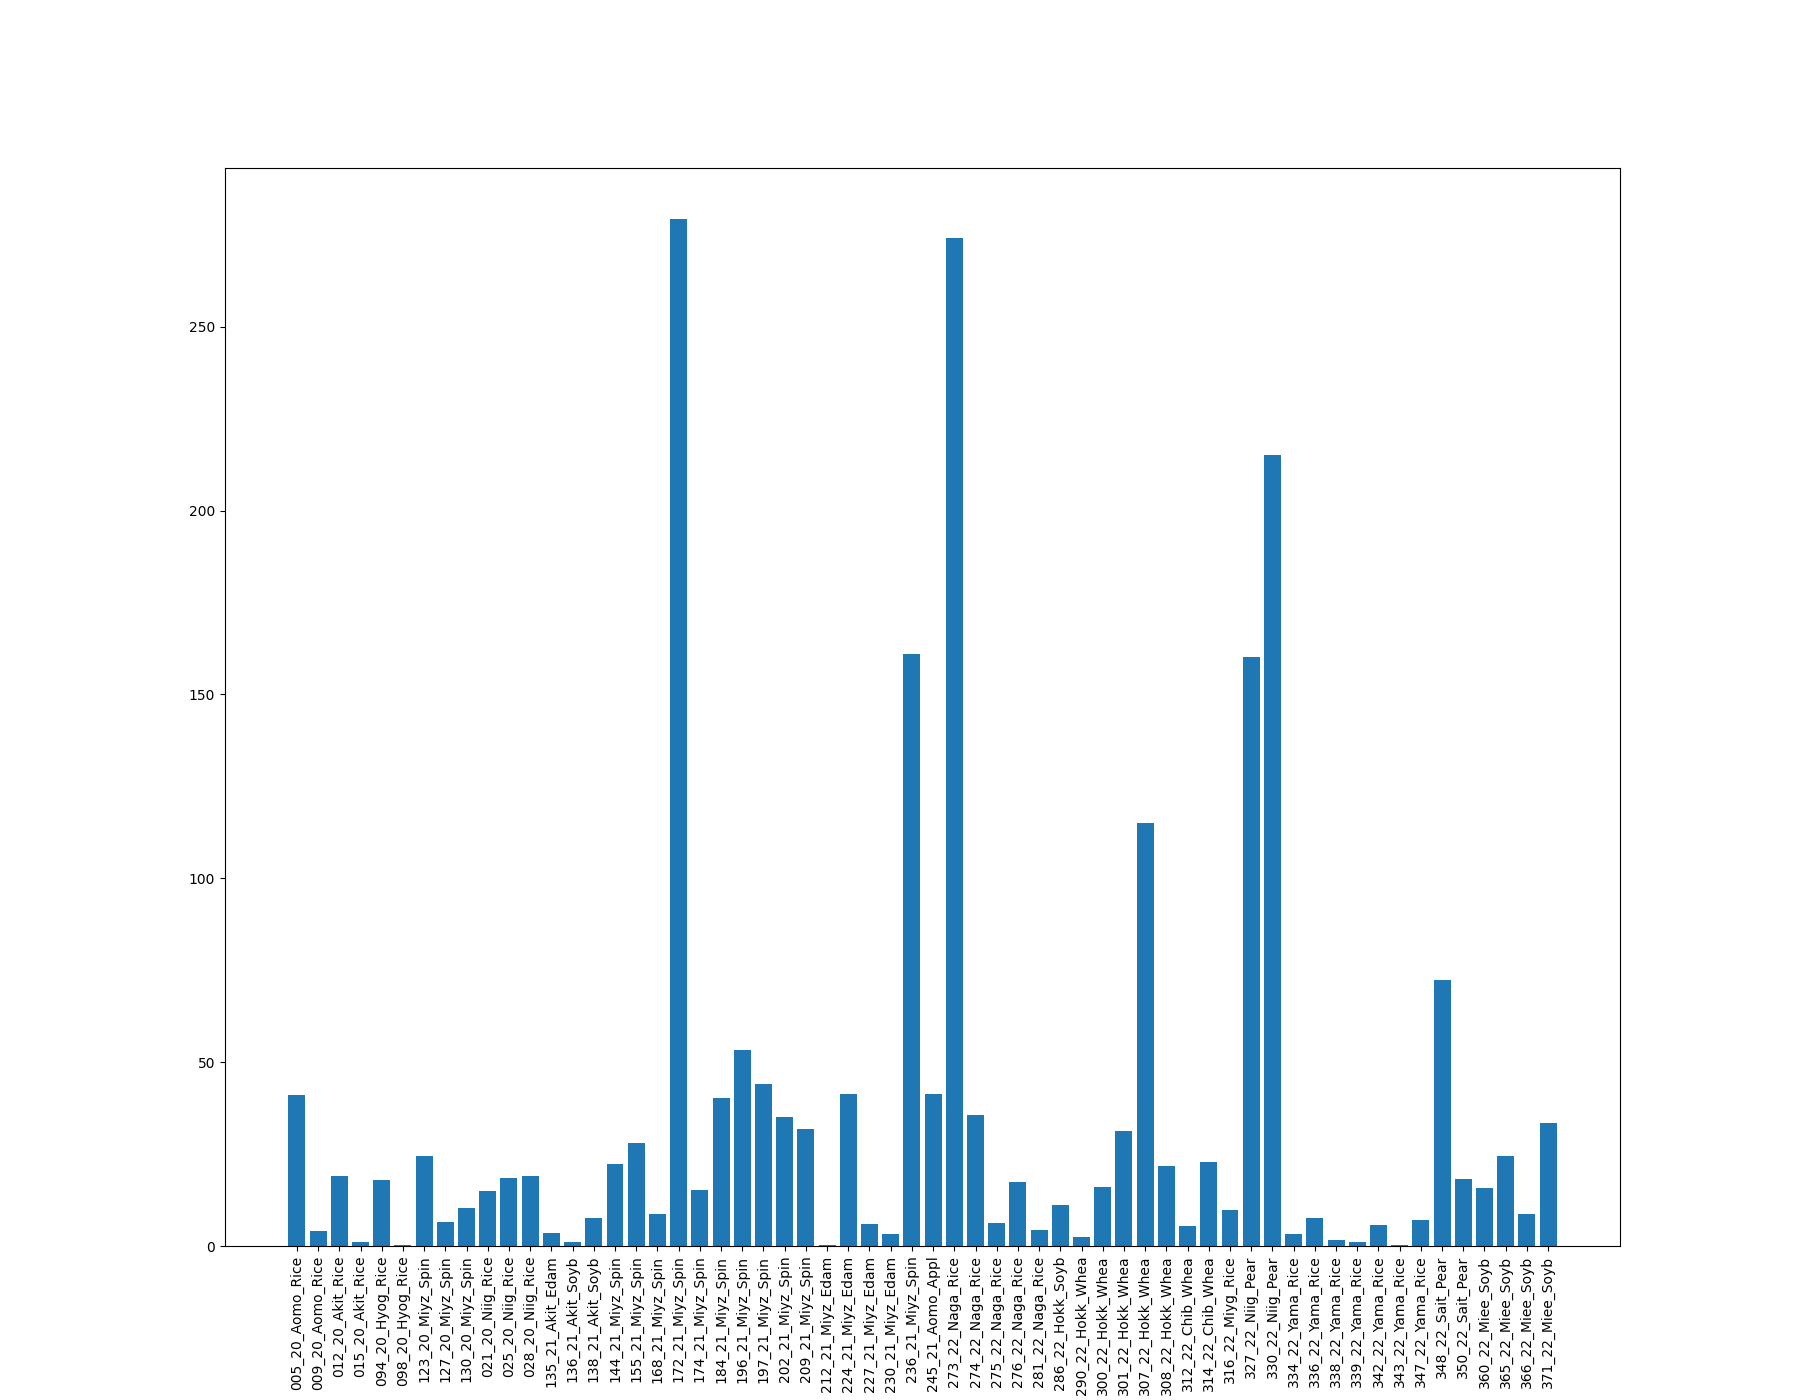 250
200
150
100
50
0
005_20_Aomo_Rice
009_20_Aomo_Rice
012_20_Akit_Rice
015_20_Akit_Rice
094_20_Hyog_Rice
098_20_Hyog_Rice
123_20_Miyz_Spin
127_20_Miyz_Spin
130_20_Miyz_Spin
021_20_Niig_Rice
025_20_Niig_Rice
028_20_Niig_Rice
135_21_Akit_Edam
136_21_Akit_Soyb
138_21_Akit_Soyb
144_21_Miyz_Spin
155_21_Miyz_Spin
168_21_Miyz_Spin
172_21_Miyz_Spin
174_21_Miyz_Spin
184_21_Miyz_Spin
196_21_Miyz_Spin
197_21_Miyz_Spin
202_21_Miyz_Spin
209_21_Miyz_Spin
212_21_Miyz_Edam
224_21_Miyz_Edam
227_21_Miyz_Edam
230_21_Miyz_Edam
236_21_Miyz_Spin
245_21_Aomo_Appl
273_22_Naga_Rice
274_22_Naga_Rice
275_22_Naga_Rice
276_22_Naga_Rice
281_22_Naga_Rice
286_22_Hokk_Soyb
290_22_Hokk_Whea
300_22_Hokk_Whea
301_22_Hokk_Whea
307_22_Hokk_Whea
308_22_Hokk_Whea
312_22_Chib_Whea
314_22_Chib_Whea
316_22_Miyg_Rice
327_22_Niig_Pear
330_22_Niig_Pear
334_22_Yama_Rice
336_22_Yama_Rice
338_22_Yama_Rice
339_22_Yama_Rice
342_22_Yama_Rice
343_22_Yama_Rice
347_22_Yama_Rice
348_22_Sait_Pear
350_22_Sait_Pear
360_22_Miee_Soyb
365_22_Miee_Soyb
366_22_Miee_Soyb
371_22_Miee_Soyb